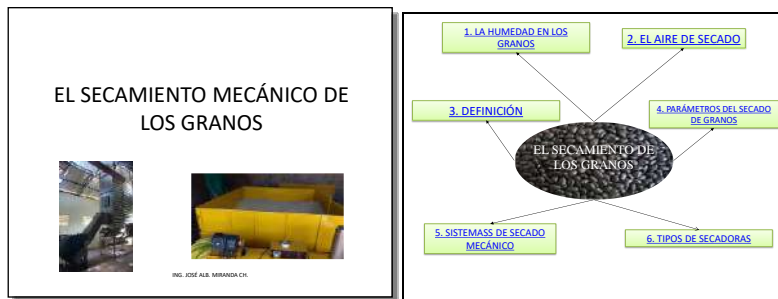 EL SECAMIENTO MECÁNICO DE
LOS GRANOS
ING. JOSÉ ALB. MIRANDA CH.
1. LA HUMEDAD EN LOS
GRANOS
2. EL AIRE DE SECADO
3. DEFINICIÓN
4. PARÁMETROS DEL SECADO
DE GRANOS
EL SECAMIENTO DE
LOS GRANOS
5. SISTEMASS DE SECADO
MECÁNICO
6. TIPOS DE SECADORAS